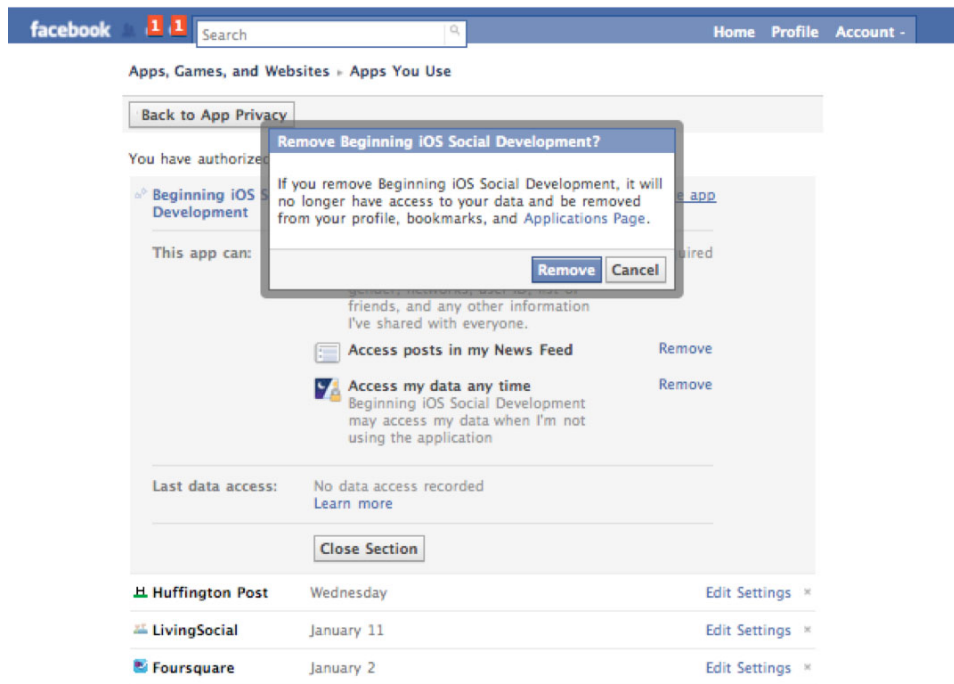 facebook 1 1 Search Home Profile Account -
Apps, Games, and Websites ▸ Apps You Use
Back to App Privacy
You have authorized
Remove Beginning iOS Social Development?
If you remove Beginning iOS Social Development, it will
no longer have access to your data and be removed
from your profile, bookmarks, and Applications Page.
Remove Cancel
Beginning iOS S
Development
e app
This app can:
uired
gender, networks, user ID, list of
friends, and any other information
I've shared with everyone.
Access posts in my News Feed Remove
Access my data any time Remove
Beginning iOS Social Development
may access my data when I'm not
using the application
Last data access: No data access recorded
Learn more
Close Section
Huffington Post Wednesday Edit Settings ×
LivingSocial January 11 Edit Settings ×
Foursquare January 2 Edit Settings ×